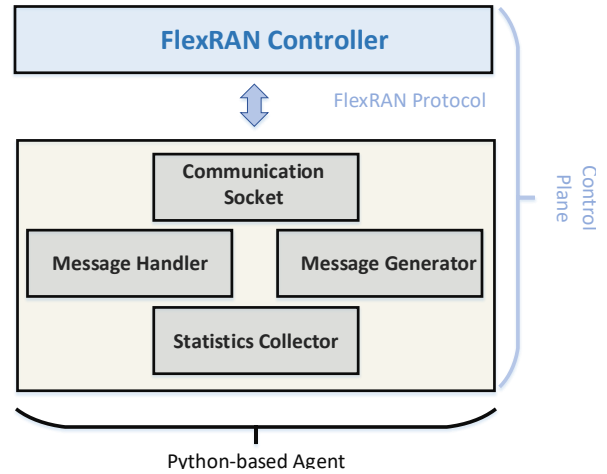 FlexRAN Controller
FlexRAN Protocol
Control
Plane
Communication
Socket
Message Handler
Message Generator
Statistics Collector
Python-based Agent